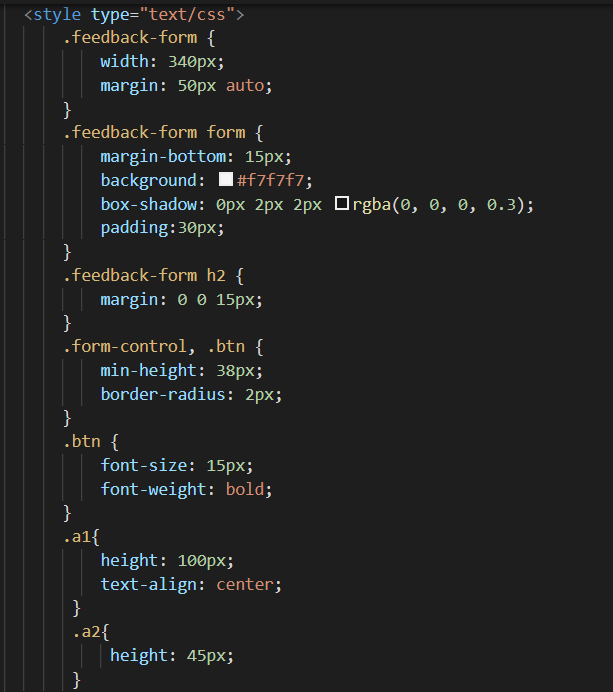 <style type="text/css">
    .feedback-form {
        width: 340px;
        margin: 50px auto;
    }
    .feedback-form form {
        margin-bottom: 15px;
        background: #f7f7f7;
        box-shadow: 0px 2px 2px rgba(0, 0, 0, 0.3);
        padding:30px;
    }
    .feedback-form h2 {
        margin: 0 0 15px;
    }
    .form-control, .btn {
        min-height: 38px;
        border-radius: 2px;
    }
    .btn {
        font-size: 15px;
        font-weight: bold;
    }
    .a1{
        height: 100px;
        text-align: center;
     }
     .a2{
         height: 45px;
     }